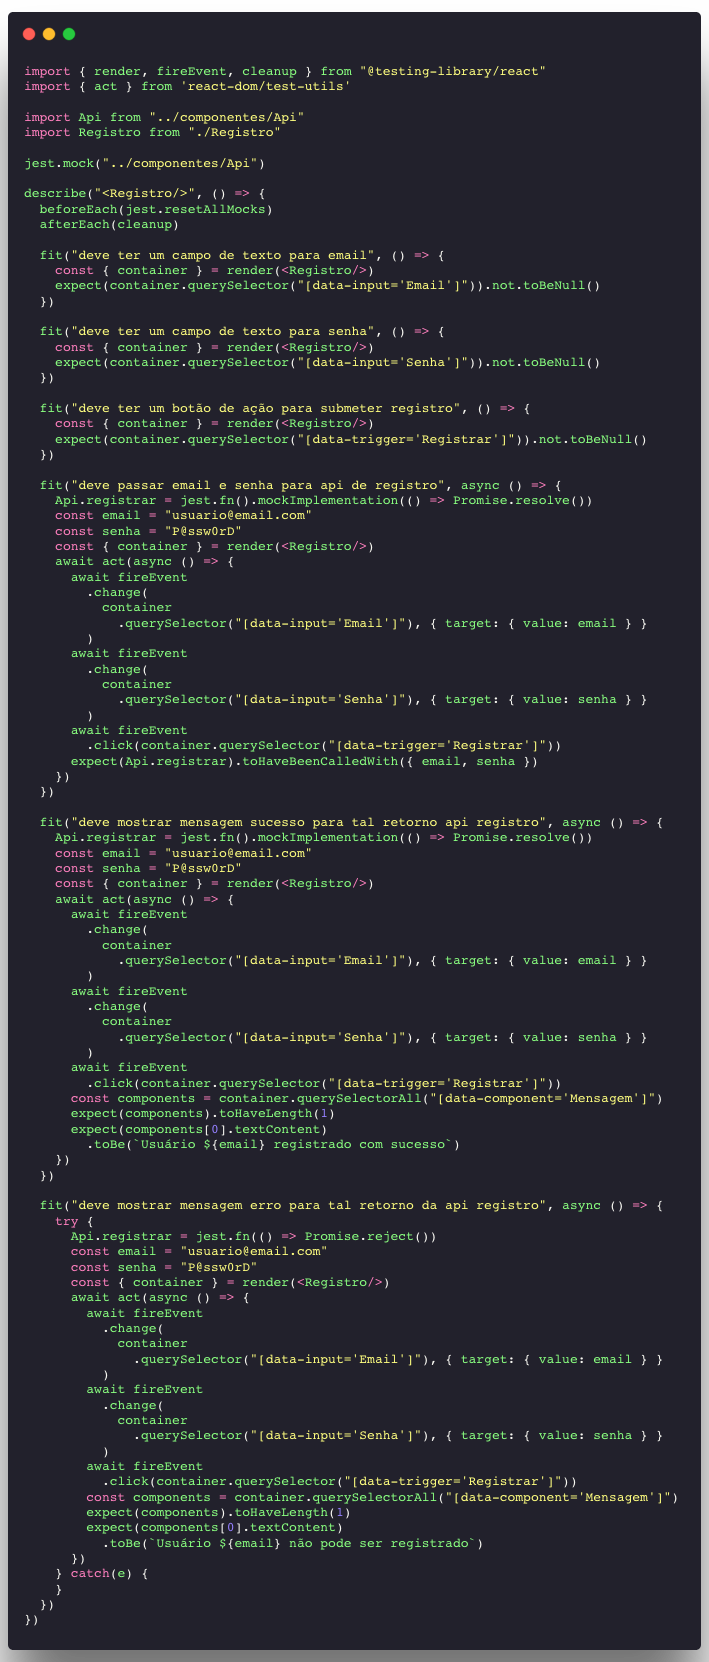 import { render, fireEvent, cleanup } from "@testing-library/react"
import { act } from 'react-dom/test-utils'

import Api from "../componentes/Api"
import Registro from "./Registro"

jest.mock("../componentes/Api")

describe("<Registro/>", () => {
  beforeEach(jest.resetAllMocks)
  afterEach(cleanup)

  fit("deve ter um campo de texto para email", () => {
    const { container } = render(<Registro/>)
    expect(container.querySelector("[data-input='Email']")).not.toBeNull()
  })

  fit("deve ter um campo de texto para senha", () => {
    const { container } = render(<Registro/>)
    expect(container.querySelector("[data-input='Senha']")).not.toBeNull()
  })

  fit("deve ter um botão de ação para submeter registro", () => {
    const { container } = render(<Registro/>)
    expect(container.querySelector("[data-trigger='Registrar']")).not.toBeNull()
  })

  fit("deve passar email e senha para api de registro", async () => {
    Api.registrar = jest.fn().mockImplementation(() => Promise.resolve())
    const email = "usuario@email.com"
    const senha = "P@ssw0rD"
    const { container } = render(<Registro/>)
    await act(async () => {
      await fireEvent
        .change(
          container
            .querySelector("[data-input='Email']"), { target: { value: email } }
        )
      await fireEvent
        .change(
          container
            .querySelector("[data-input='Senha']"), { target: { value: senha } }
        )
      await fireEvent
        .click(container.querySelector("[data-trigger='Registrar']"))
      expect(Api.registrar).toHaveBeenCalledWith({ email, senha })
    })
  })

  fit("deve mostrar mensagem sucesso para tal retorno api registro", async () => {
    Api.registrar = jest.fn().mockImplementation(() => Promise.resolve())
    const email = "usuario@email.com"
    const senha = "P@ssw0rD"
    const { container } = render(<Registro/>)
    await act(async () => {
      await fireEvent
        .change(
          container
            .querySelector("[data-input='Email']"), { target: { value: email } }
        )
      await fireEvent
        .change(
          container
            .querySelector("[data-input='Senha']"), { target: { value: senha } }
        )
      await fireEvent
        .click(container.querySelector("[data-trigger='Registrar']"))
      const components = container.querySelectorAll("[data-component='Mensagem']")
      expect(components).toHaveLength(1)
      expect(components[0].textContent)
        .toBe(`Usuário ${email} registrado com sucesso`)
    })
  })

  fit("deve mostrar mensagem erro para tal retorno da api registro", async () => {
    try {
      Api.registrar = jest.fn(() => Promise.reject())
      const email = "usuario@email.com"
      const senha = "P@ssw0rD"
      const { container } = render(<Registro/>)
      await act(async () => {
        await fireEvent
          .change(
            container
              .querySelector("[data-input='Email']"), { target: { value: email } }
          )
        await fireEvent
          .change(
            container
              .querySelector("[data-input='Senha']"), { target: { value: senha } }
          )
        await fireEvent
          .click(container.querySelector("[data-trigger='Registrar']"))
        const components = container.querySelectorAll("[data-component='Mensagem']")
        expect(components).toHaveLength(1)
        expect(components[0].textContent)
          .toBe(`Usuário ${email} não pode ser registrado`)
      })
    } catch(e) {
    }
  })
})